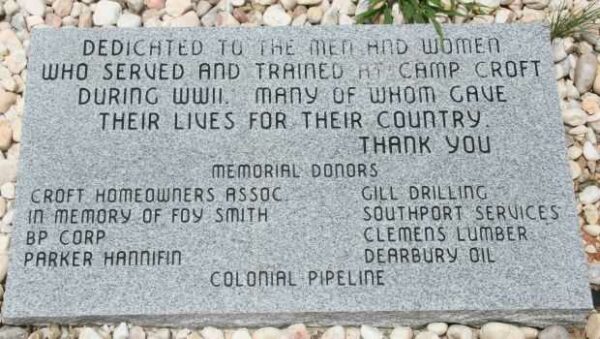 DEDICATED TO THE MEN AND WOMEN
WHO SERVED AND TRAINED AT CAMP CROFT
DURING WWII. MANY OF WHOM GAVE
THEIR LIVES FOR THEIR COUNTRY
THANK YOU
MEMORIAL DONORS
CROFT HOMEOWNERS ASSOC. GILL DRILLING
IN MEMORY OF FOY SMITH SOUTHPORT SERVICES
BP CORP CLEMENS LUMBER
PARKER HANNIFIN DEARBURY OIL
COLONIAL PIPELINE